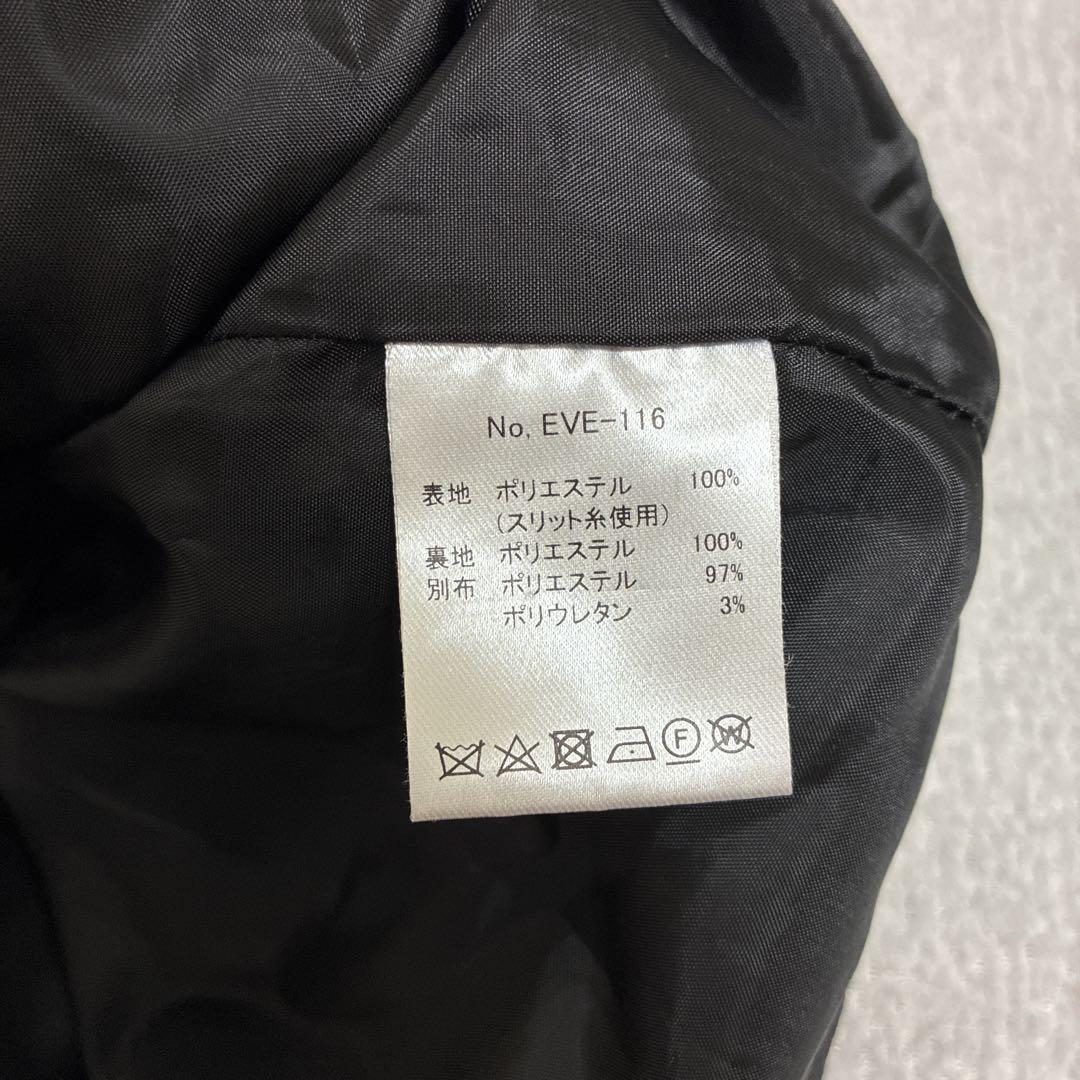 No, EVE-116
表地 ポリエステル 100%
（スリット糸使用）
裏地 ポリエステル 100%
別布 ポリエステル 97%
ポリウレタン 3%
F W